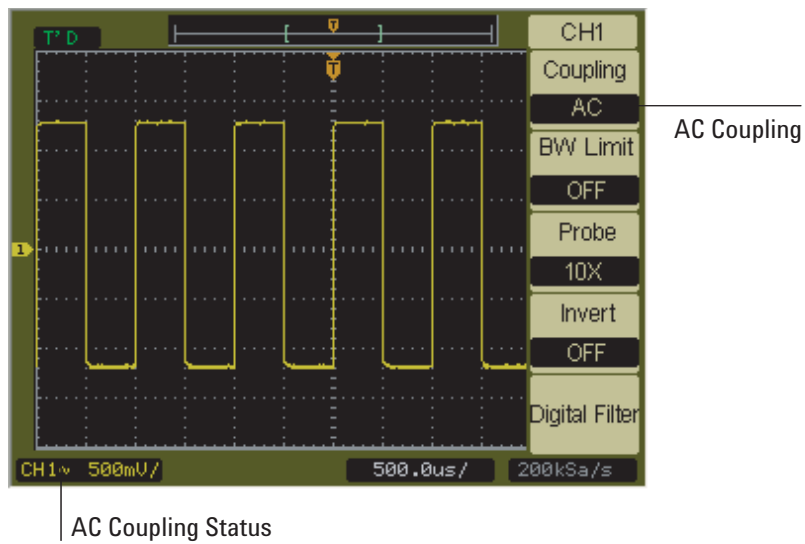 T’D
T
CH1
T
Coupling
AC
AC Coupling
BW Limit
OFF
Probe
1
10X
Invert
OFF
Digital Filter
CH1∿ 500mV/
500.0us/
200kSa/s
AC Coupling Status